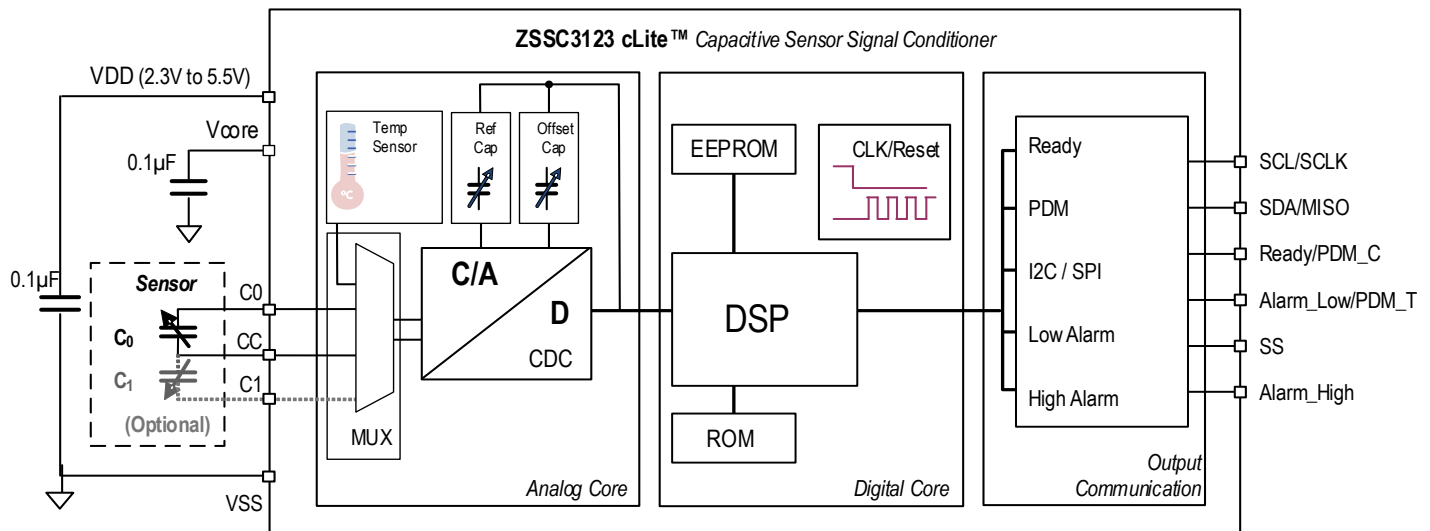 ZSSC3123 cLite™ Capacitive Sensor Signal Conditioner
VDD (2.3V to 5.5V)
Vcore
0.1µF
0.1µF
Sensor
C0
C0
CC
C1
C1
(Optional)
VSS
Temp
Sensor
ºC
Ref
Cap
Offset
Cap
C/A
D
CDC
MUX
Analog Core
EEPROM
CLK/Reset
DSP
ROM
Digital Core
Ready
PDM
I2C / SPI
Low Alarm
High Alarm
Output
Communication
SCL/SCLK
SDA/MISO
Ready/PDM_C
Alarm_Low/PDM_T
SS
Alarm_High